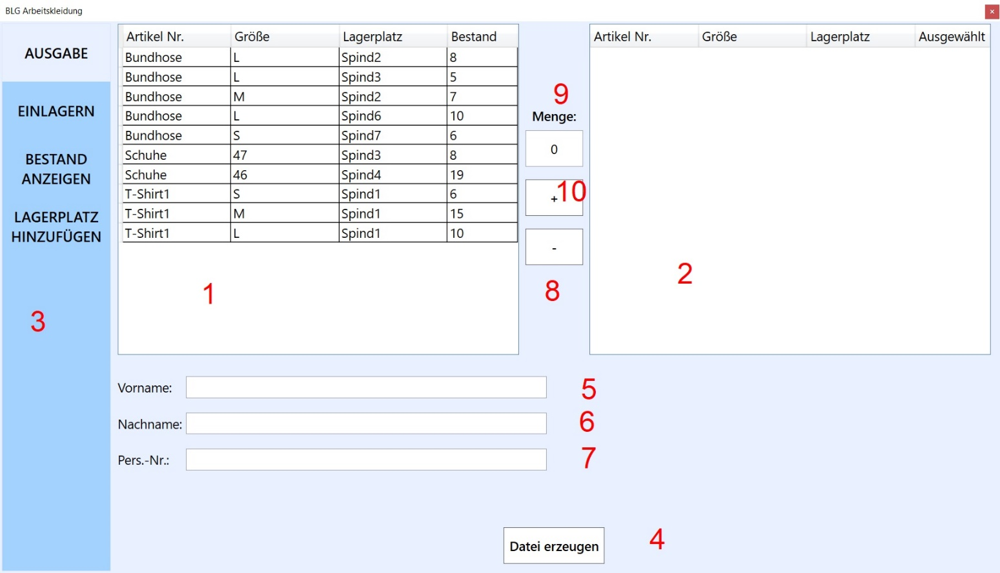 BLG Arbeitskleidung
×
AUSGABE
EINLAGERN
BESTAND
ANZEIGEN
LAGERPLATZ
HINZUFÜGEN
3
Artikel Nr. Größe Lagerplatz Bestand
Bundhose L Spind2 8
Bundhose L Spind3 5
Bundhose M Spind2 7
Bundhose L Spind6 10
Bundhose S Spind7 6
Schuhe 47 Spind3 8
Schuhe 46 Spind4 19
T-Shirt1 S Spind1 6
T-Shirt1 M Spind1 15
T-Shirt1 L Spind1 10
1
9
Menge:
0
+ 10
-
8
Artikel Nr. Größe Lagerplatz Ausgewählt
2
Vorname: 5
Nachname: 6
Pers.-Nr.: 7
Datei erzeugen 4